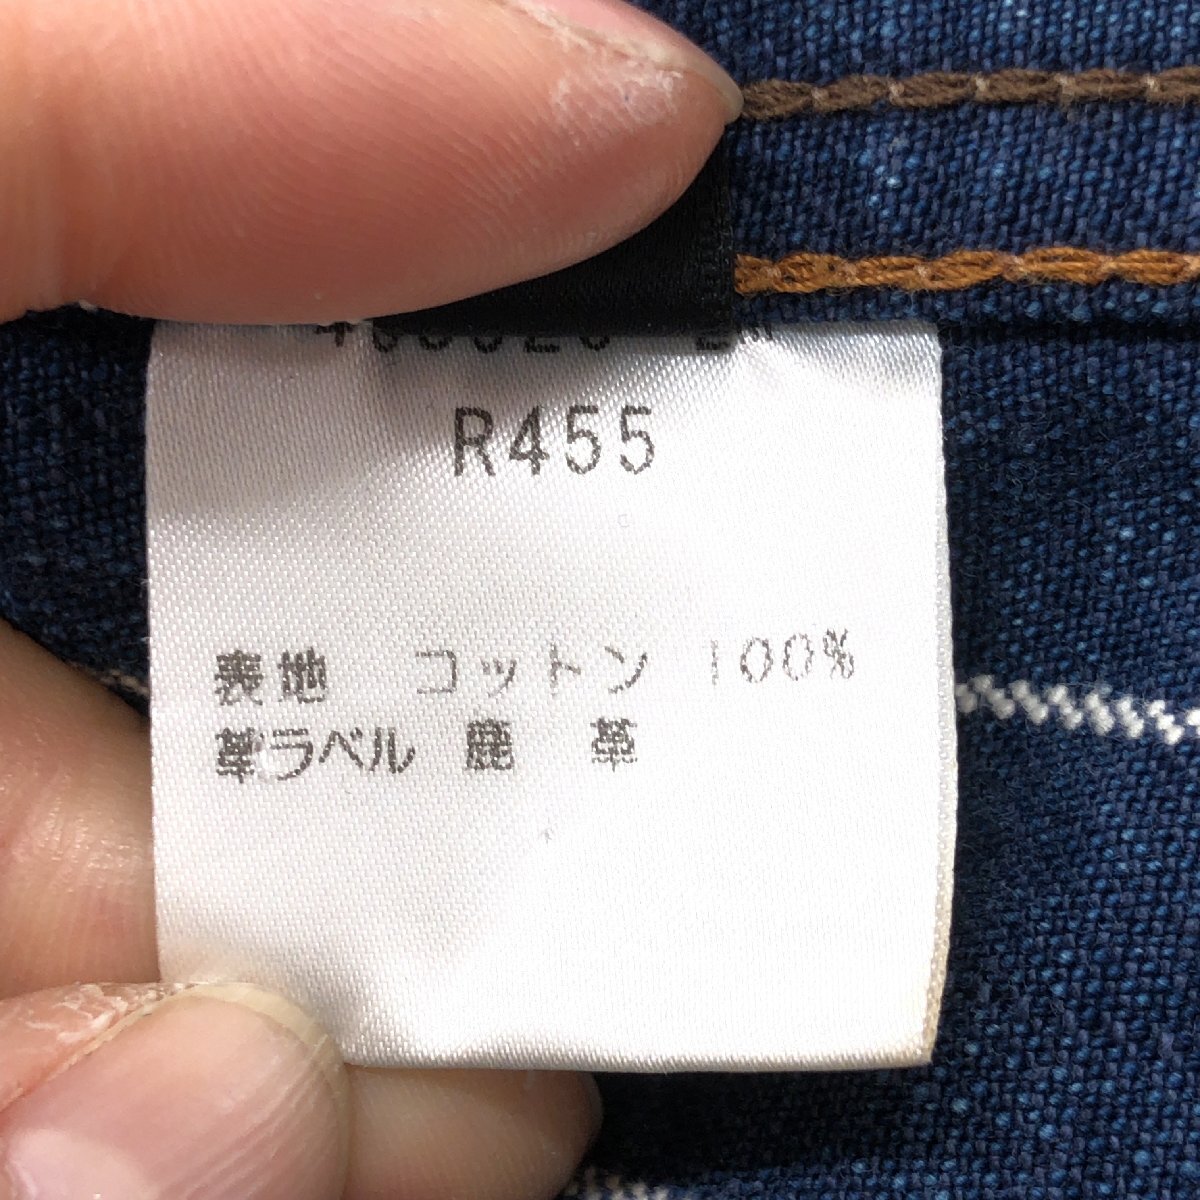 R455
表地 コットン 100%
革ラベル 鹿 革